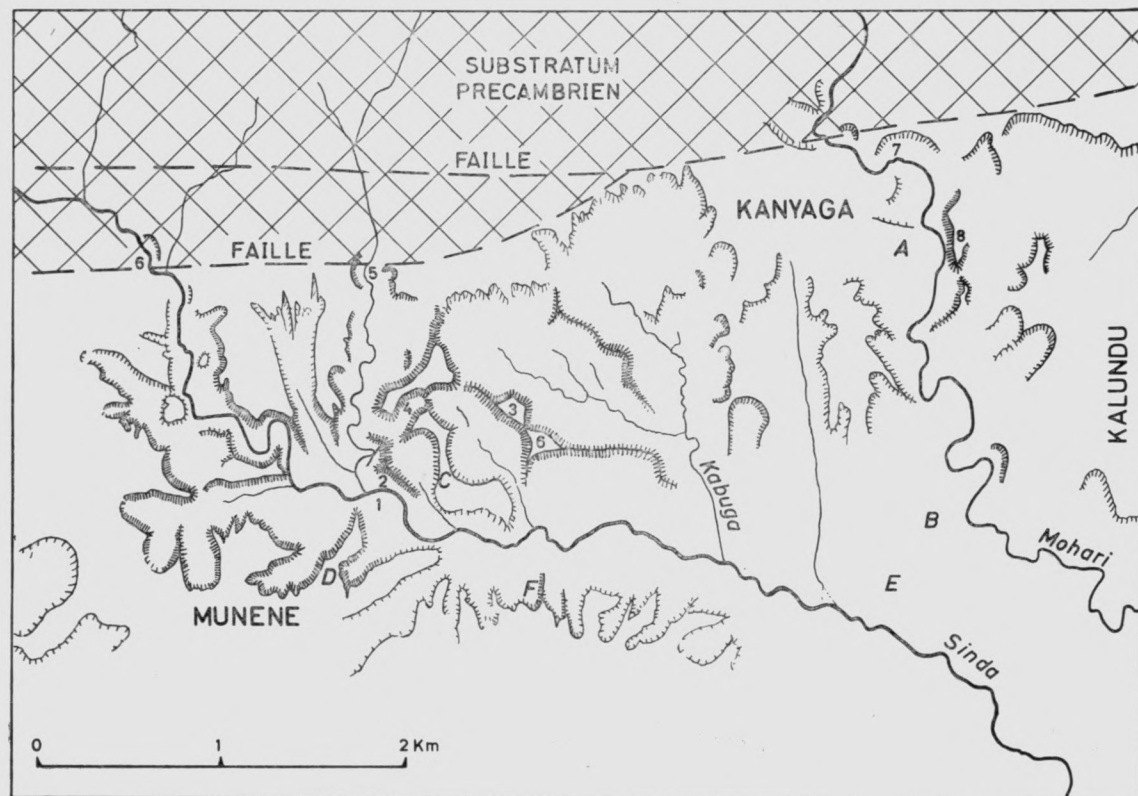 SUBSTRATUM
PRECAMBRIEN
FAILLE
7
KANYAGA
FAILLE
6
5
A
8
KALUNDU
3
6
Kabuga
C
2
1
B
Mohari
D
F
E
MUNENE
Sinda
0 1 2 Km